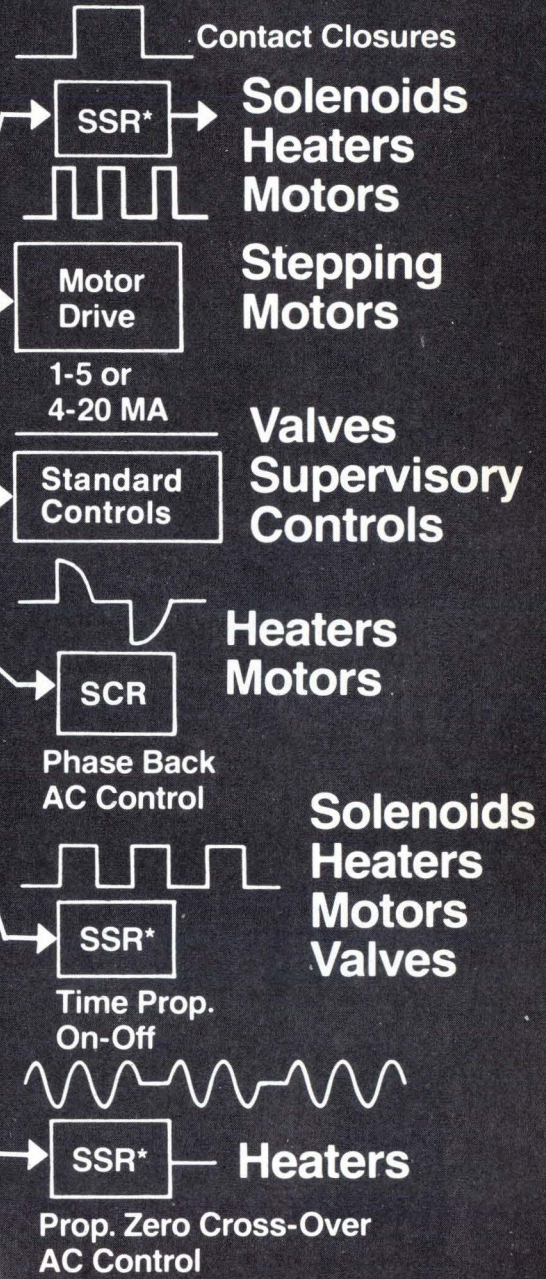 Contact Closures
SSR*
Solenoids
Heaters
Motors
Motor
Drive
Stepping
Motors
1-5 or
4-20 MA
Standard
Controls
Valves
Supervisory
Controls
SCR
Heaters
Motors
Phase Back
AC Control
SSR*
Solenoids
Heaters
Motors
Valves
Time Prop.
On-Off
SSR*
Heaters
Prop. Zero Cross-Over
AC Control